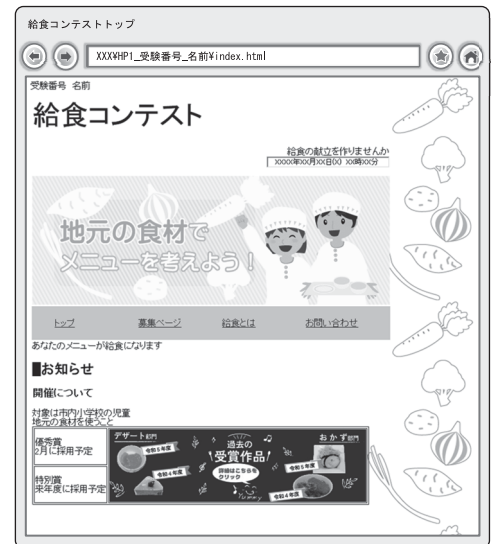 給食コンテストトップ
XXX¥HP1_受験番号_名前¥index.html
受験番号 名前
給食コンテスト
給食の献立を作りませんか
XXXX年XX月XX日(X) XX時XX分
地元の食材で
メニューを考えよう!
トップ 募集ページ 給食とは お問い合わせ
あなたのメニューが給食になります
■お知らせ
開催について
対象は市内小学校の児童
地元の食材を使うこと
優秀賞
2月に採用予定
特別賞
来年度に採用予定
デザート部門
令和5年度
令和4年度
過去の
受賞作品!
詳細はこちらを
クリック
Yummy
おかず部門
令和5年度
令和4年度